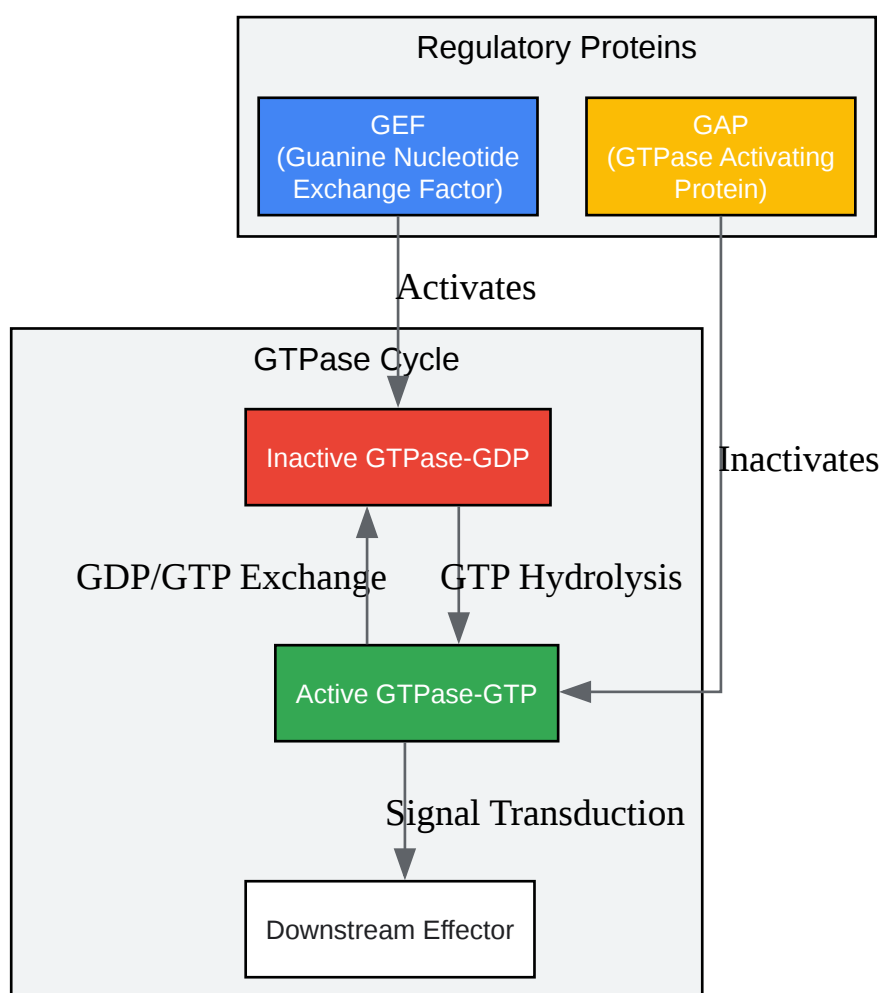 Regulatory Proteins
GEF
(Guanine Nucleotide
Exchange Factor)
GAP
(GTPase Activating
Protein)
Activates
GTPase Cycle
Inactive GTPase-GDP
Inactivates
GDP/GTP Exchange
GTP Hydrolysis
Active GTPase-GTP
Signal Transduction
Downstream Effector